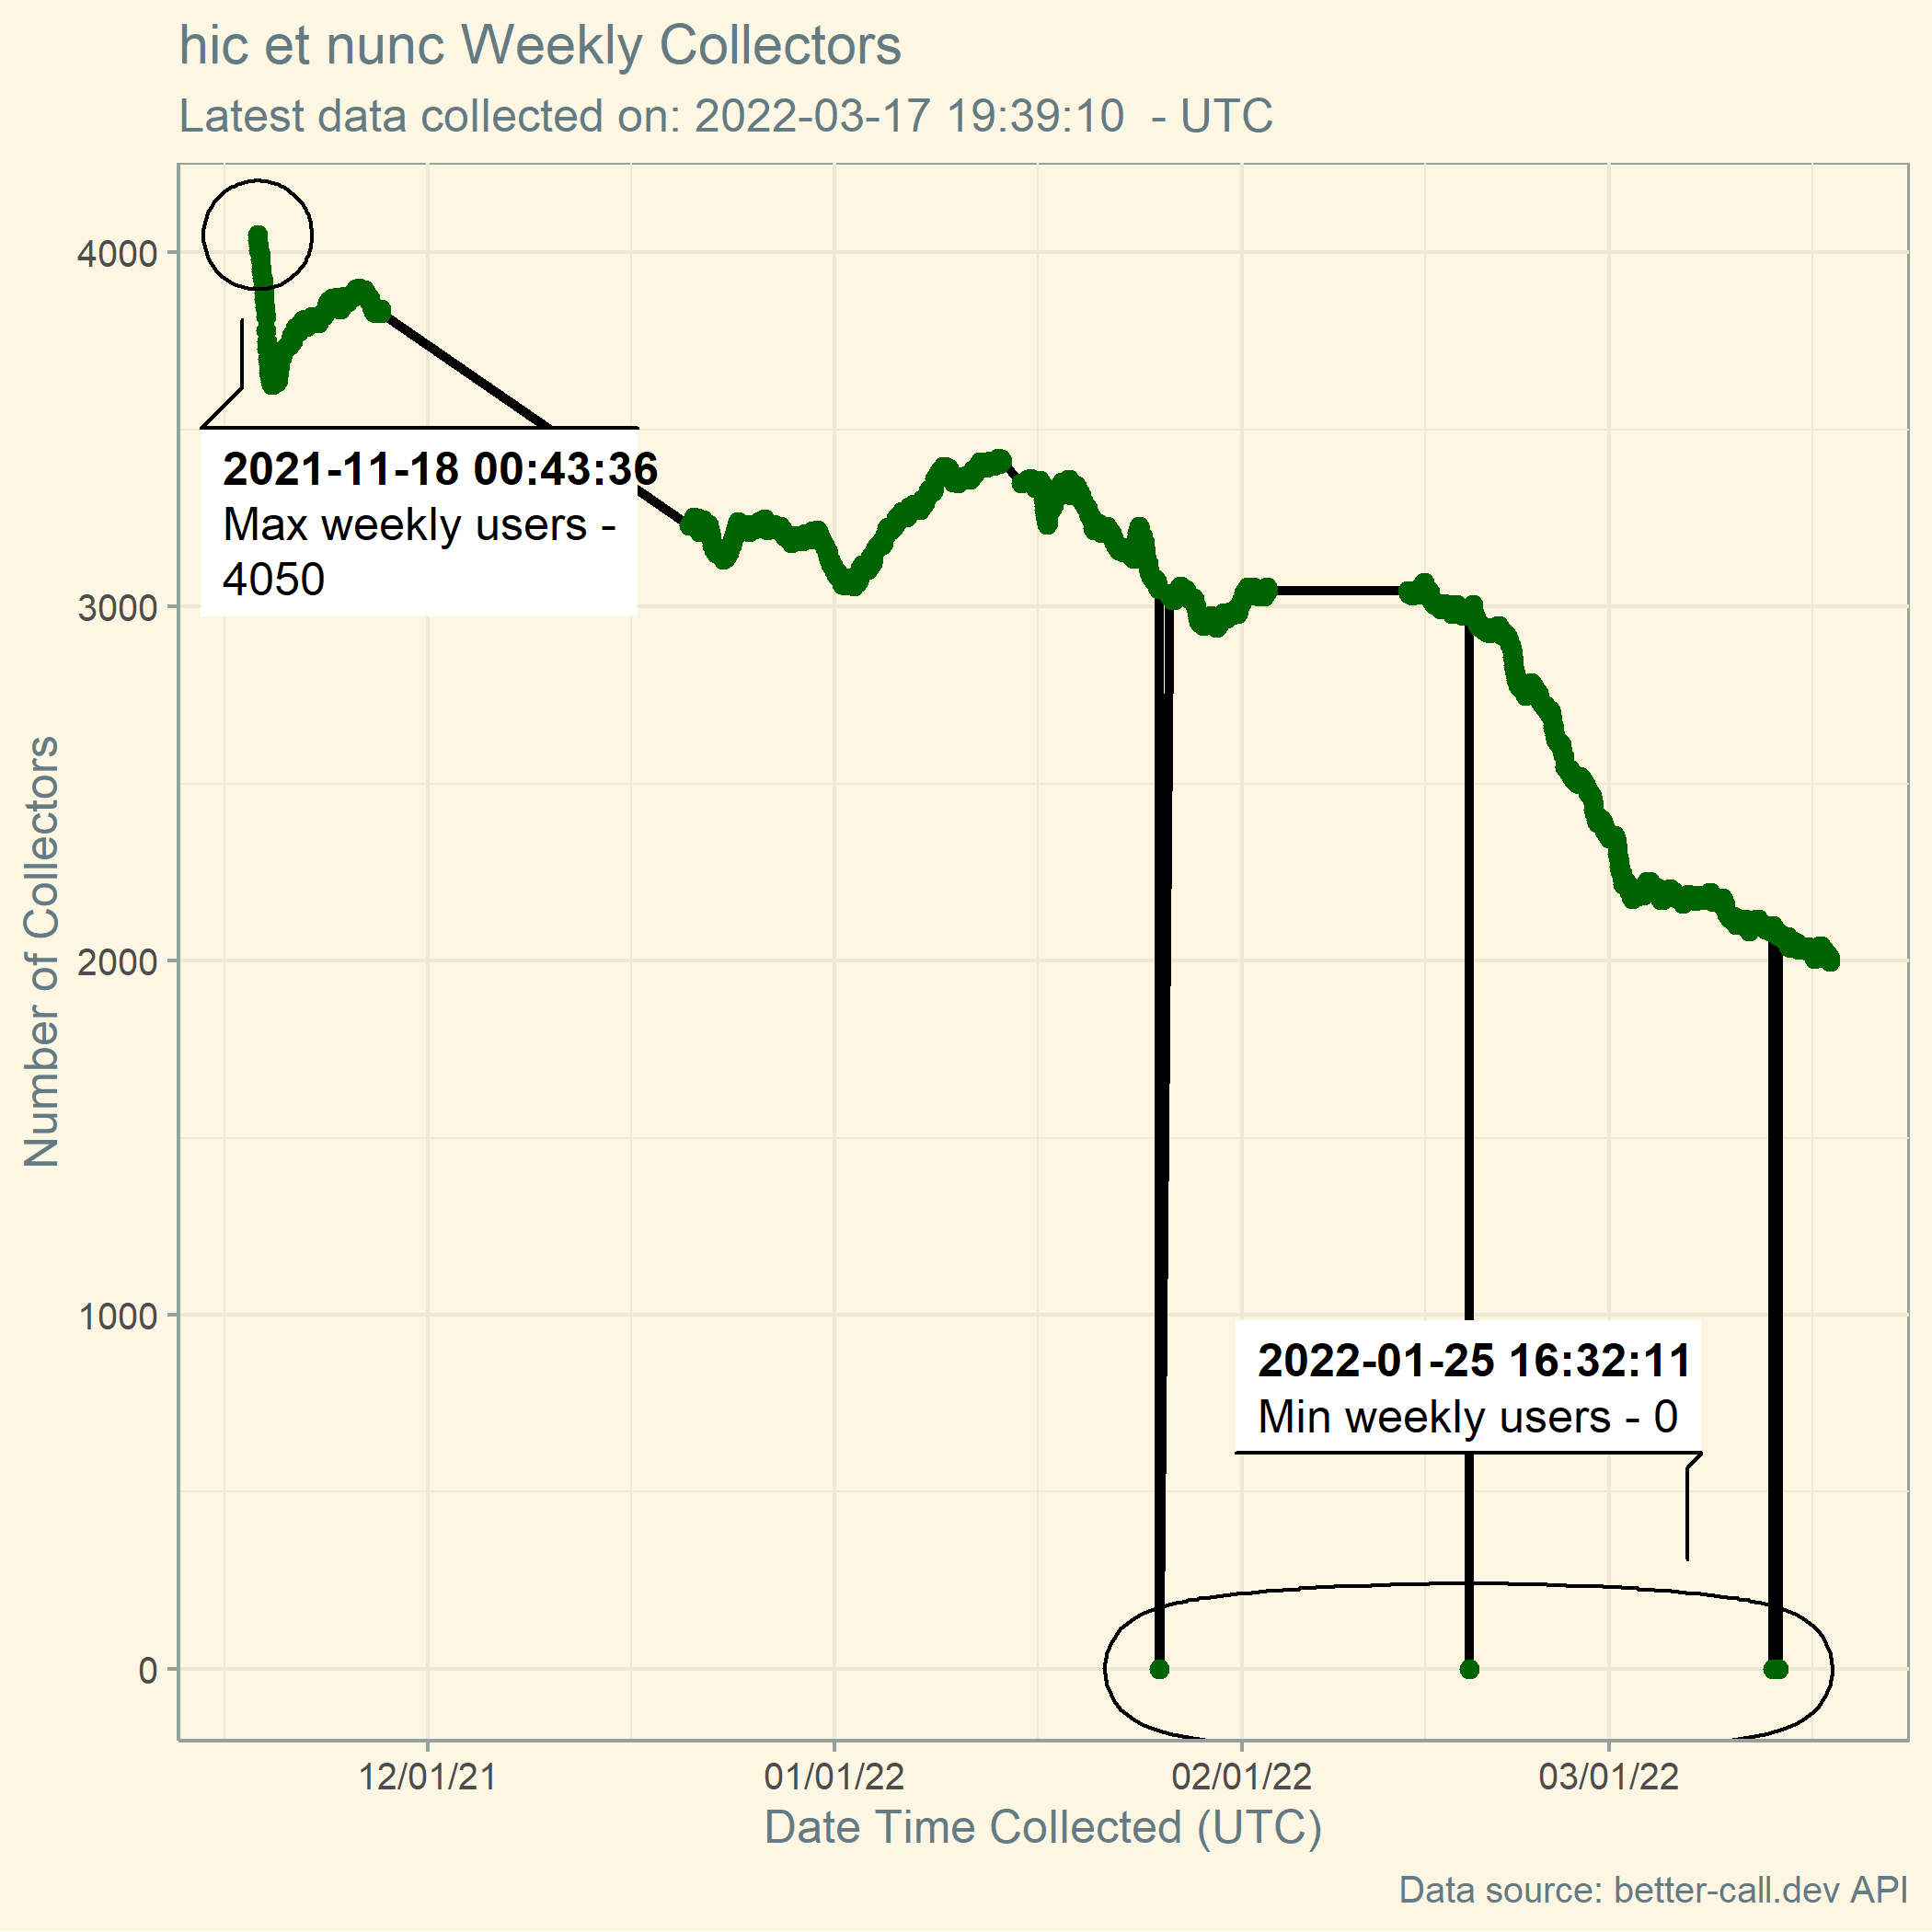 hic et nunc Weekly Collectors
Latest data collected on: 2022-03-17 19:39:10  - UTC
Number of Collectors
4000
3000
2000
1000
0
2021-11-18 00:43:36
Max weekly users -
4050
2022-01-25 16:32:11
Min weekly users - 0
12/01/21
01/01/22
02/01/22
03/01/22
Date Time Collected (UTC)
Data source: better-call.dev API